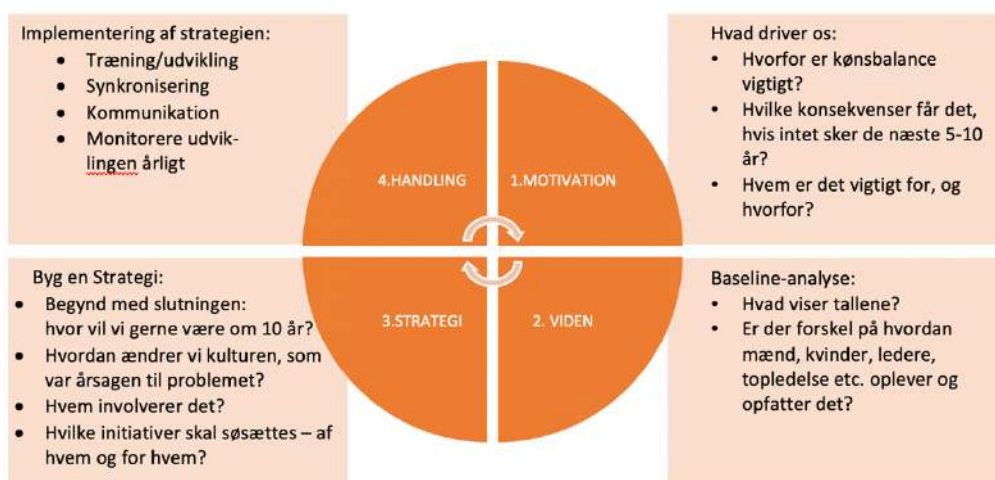 Implementering af strategien:
• Træning/udvikling
• Synkronisering
• Kommunikation
• Monitorere udvik-
lingen årligt
4.HANDLING
1.MOTIVATION
Hvad driver os:
• Hvorfor er kønsbalance
vigtigt?
• Hvilke konsekvenser får det,
hvis intet sker de næste 5-10
år?
• Hvem er det vigtigt for, og
hvorfor?
Byg en Strategi:
• Begynd med slutningen:
hvor vil vi gerne være om 10 år?
• Hvordan ændrer vi kulturen, som
var årsagen til problemet?
• Hvem involverer det?
• Hvilke initiativer skal søsættes – af
hvem og for hvem?
3.STRATEGI
2. VIDEN
Baseline-analyse:
• Hvad viser tallene?
• Er der forskel på hvordan
mænd, kvinder, ledere,
topledelse etc. oplever og
opfatter det?